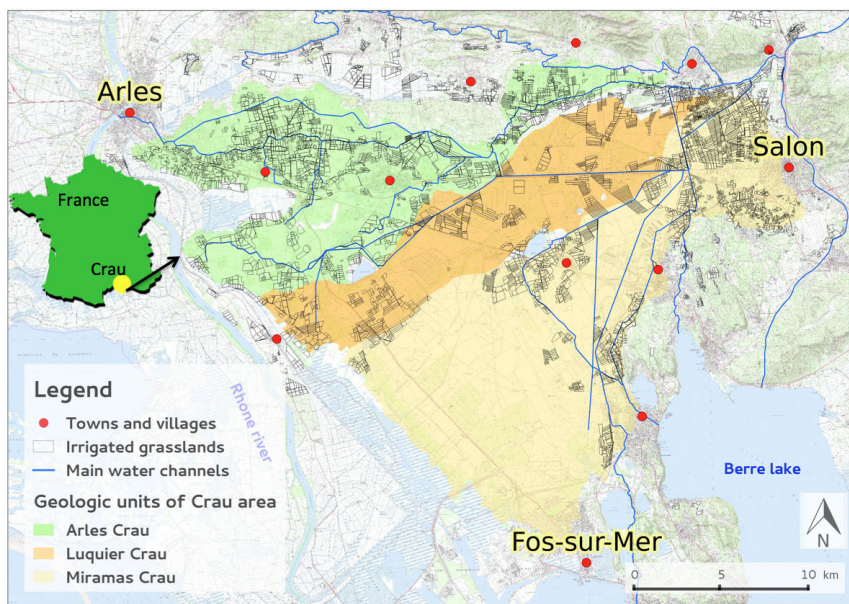 Arles
Salon
France
Crau
Legend
Towns and villages
Irrigated grasslands
Main water channels
Geologic units of Crau area
Arles Crau
Luquier Crau
Miramas Crau
Rhone river
Berre lake
Fos-sur-Mer
N
0 5 10 km